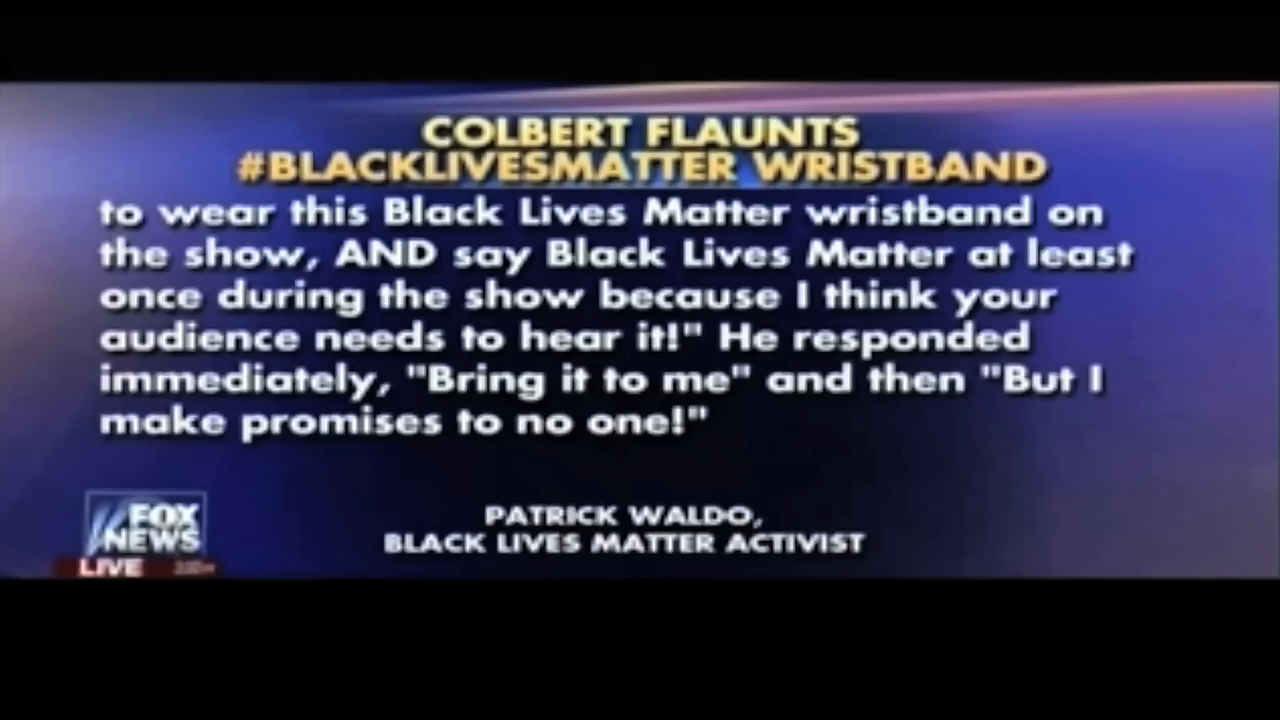 COLBERT FLAUNTS
#BLACKLIVESMATTER WRISTBAND
to wear this Black Lives Matter wristband on
the show, AND say Black Lives Matter at least
once during the show because I think your
audience needs to hear it!" He responded
immediately, "Bring it to me" and then "But I
make promises to no one!"
PATRICK WALDO,
BLACK LIVES MATTER ACTIVIST
FOX
NEWS
LIVE